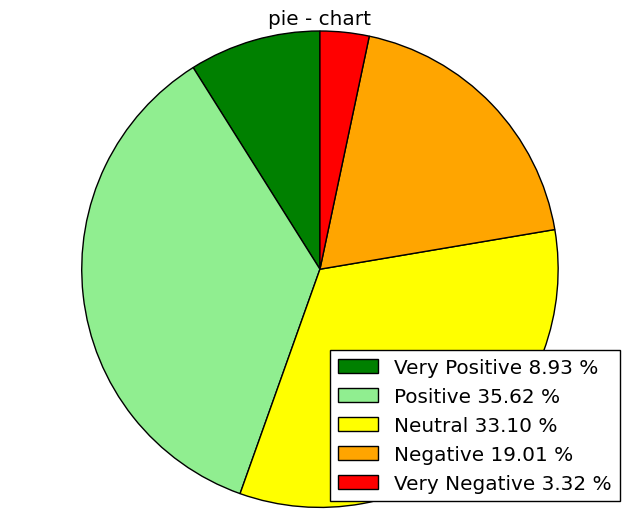 pie - chart
Very Positive 8.93 %
Positive 35.62 %
Neutral 33.10 %
Negative 19.01 %
Very Negative 3.32 %